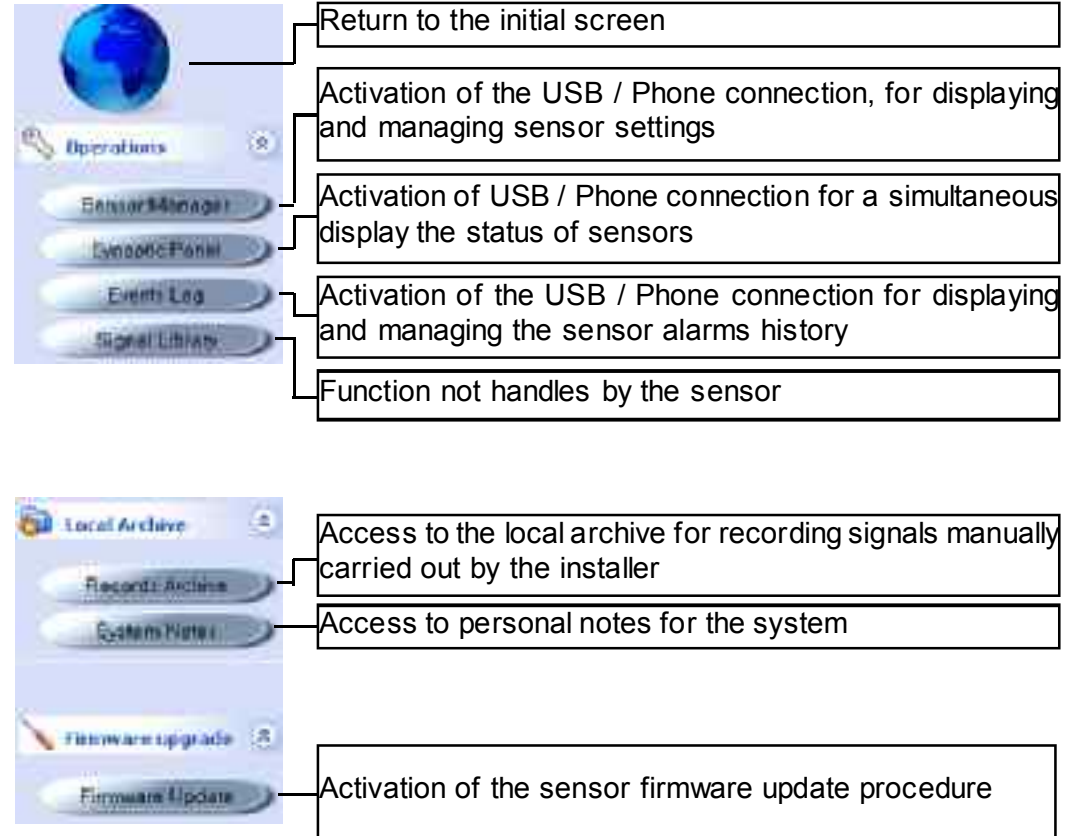 Return to the initial screen
Activation of the USB / Phone connection, for displaying
and managing sensor settings
Operations
Sensor Manager
Activation of USB / Phone connection for a simultaneous
display the status of sensors
Synoptic Panel
Events Log
Activation of the USB / Phone connection for displaying
and managing the sensor alarms history
Signal Library
Function not handles by the sensor
Local Archive
Access to the local archive for recording signals manually
carried out by the installer
Records Archive
System Notes
Access to personal notes for the system
Firmware upgrade
Firmware Update
Activation of the sensor firmware update procedure